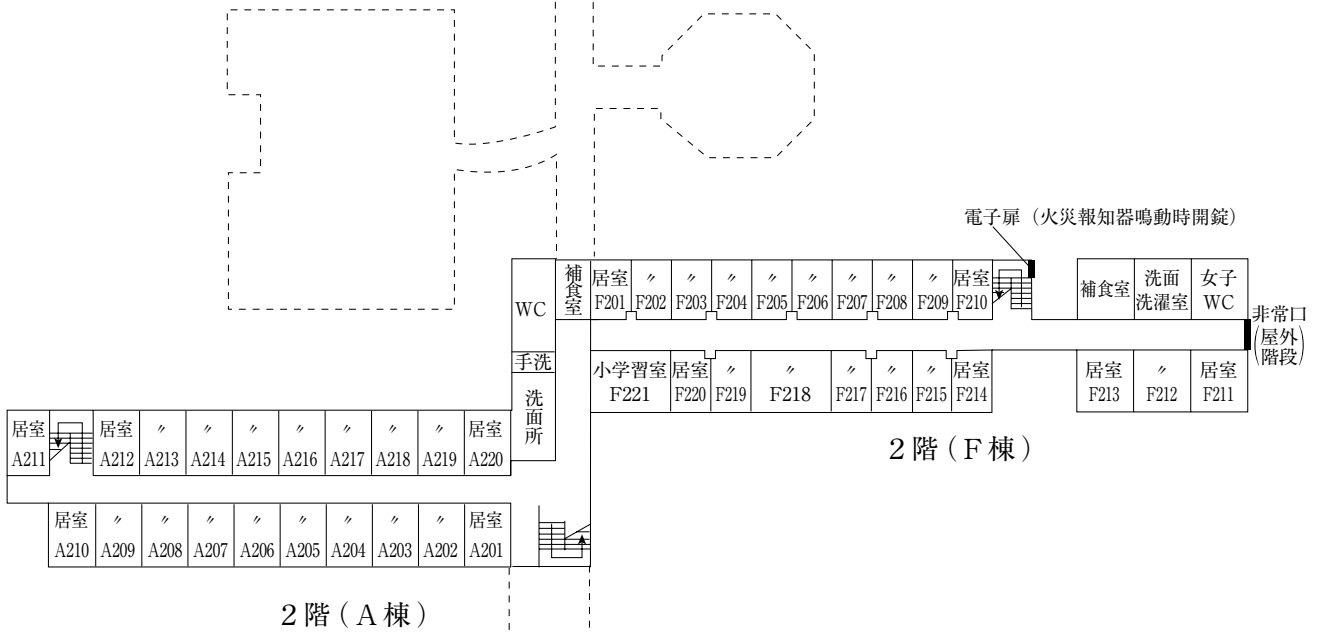 電子扉（火災報知器鳴動時開錠）
補食室
居室 〃 〃 〃 〃 〃 〃 〃 〃 居室
F201 F202 F203 F204 F205 F206 F207 F208 F209 F210
補食室
洗面
洗濯室
女子
WC
非常口
(屋外
階段)
WC
手洗
洗面所
小学習室 居室 〃 〃 〃 〃 〃 居室
F221 F220 F219 F218 F217 F216 F215 F214
居室 〃 居室
F213 F212 F211
2階(F棟)
居室 居室 〃 〃 〃 〃 〃 〃 〃 居室
A211 A212 A213 A214 A215 A216 A217 A218 A219 A220
居室 〃 〃 〃 〃 〃 〃 〃 〃 居室
A210 A209 A208 A207 A206 A205 A204 A203 A202 A201
2階(A棟)